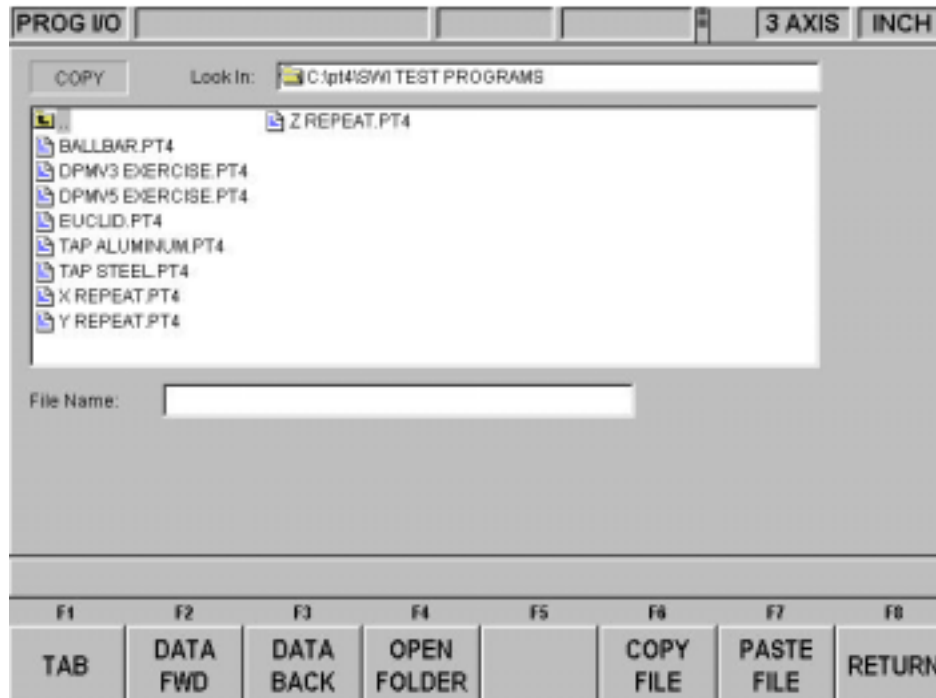 PROG I/O 3 AXIS INCH
COPY Look In: C:\pt4\SWI TEST PROGRAMS
.. Z REPEAT.PT4
BALLBAR.PT4
DPMV3 EXERCISE.PT4
DPMV5 EXERCISE.PT4
EUCLID.PT4
TAP ALUMINUM.PT4
TAP STEEL.PT4
X REPEAT.PT4
Y REPEAT.PT4
File Name:
F1 F2 F3 F4 F5 F6 F7 F8
TAB DATA FWD DATA BACK OPEN FOLDER COPY FILE PASTE FILE RETURN